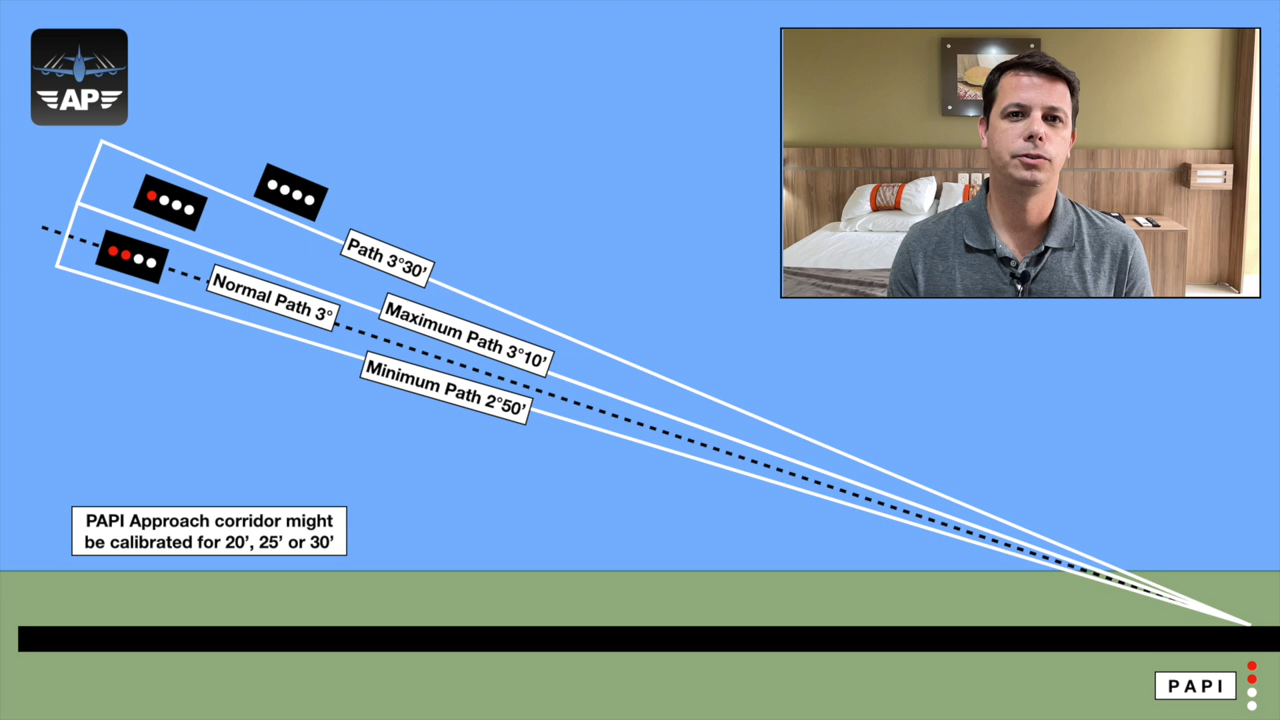 AP
Path 3°30’
Normal Path 3°
Maximum Path 3°10’
Minimum Path 2°50’
PAPI Approach corridor might
be calibrated for 20’, 25’ or 30’
PAPI